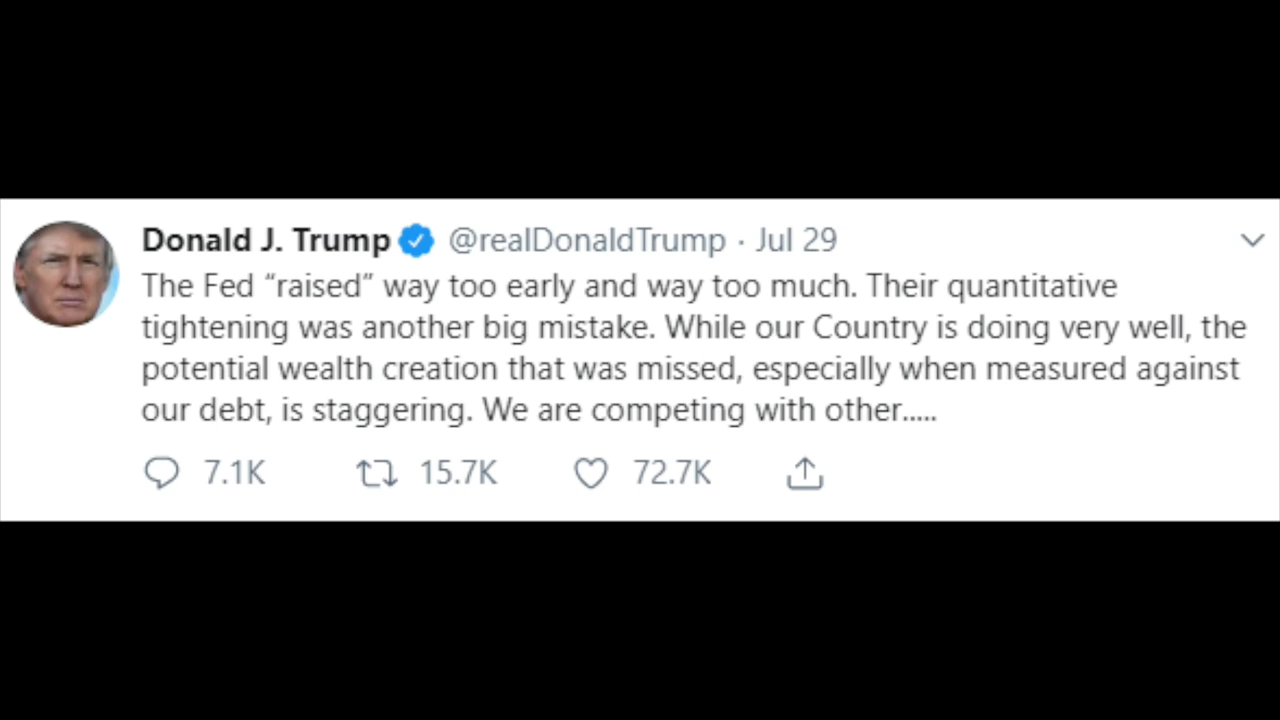 Donald J. Trump @realDonaldTrump · Jul 29
The Fed “raised” way too early and way too much. Their quantitative
tightening was another big mistake. While our Country is doing very well, the
potential wealth creation that was missed, especially when measured against
our debt, is staggering. We are competing with other.....
7.1K 15.7K 72.7K